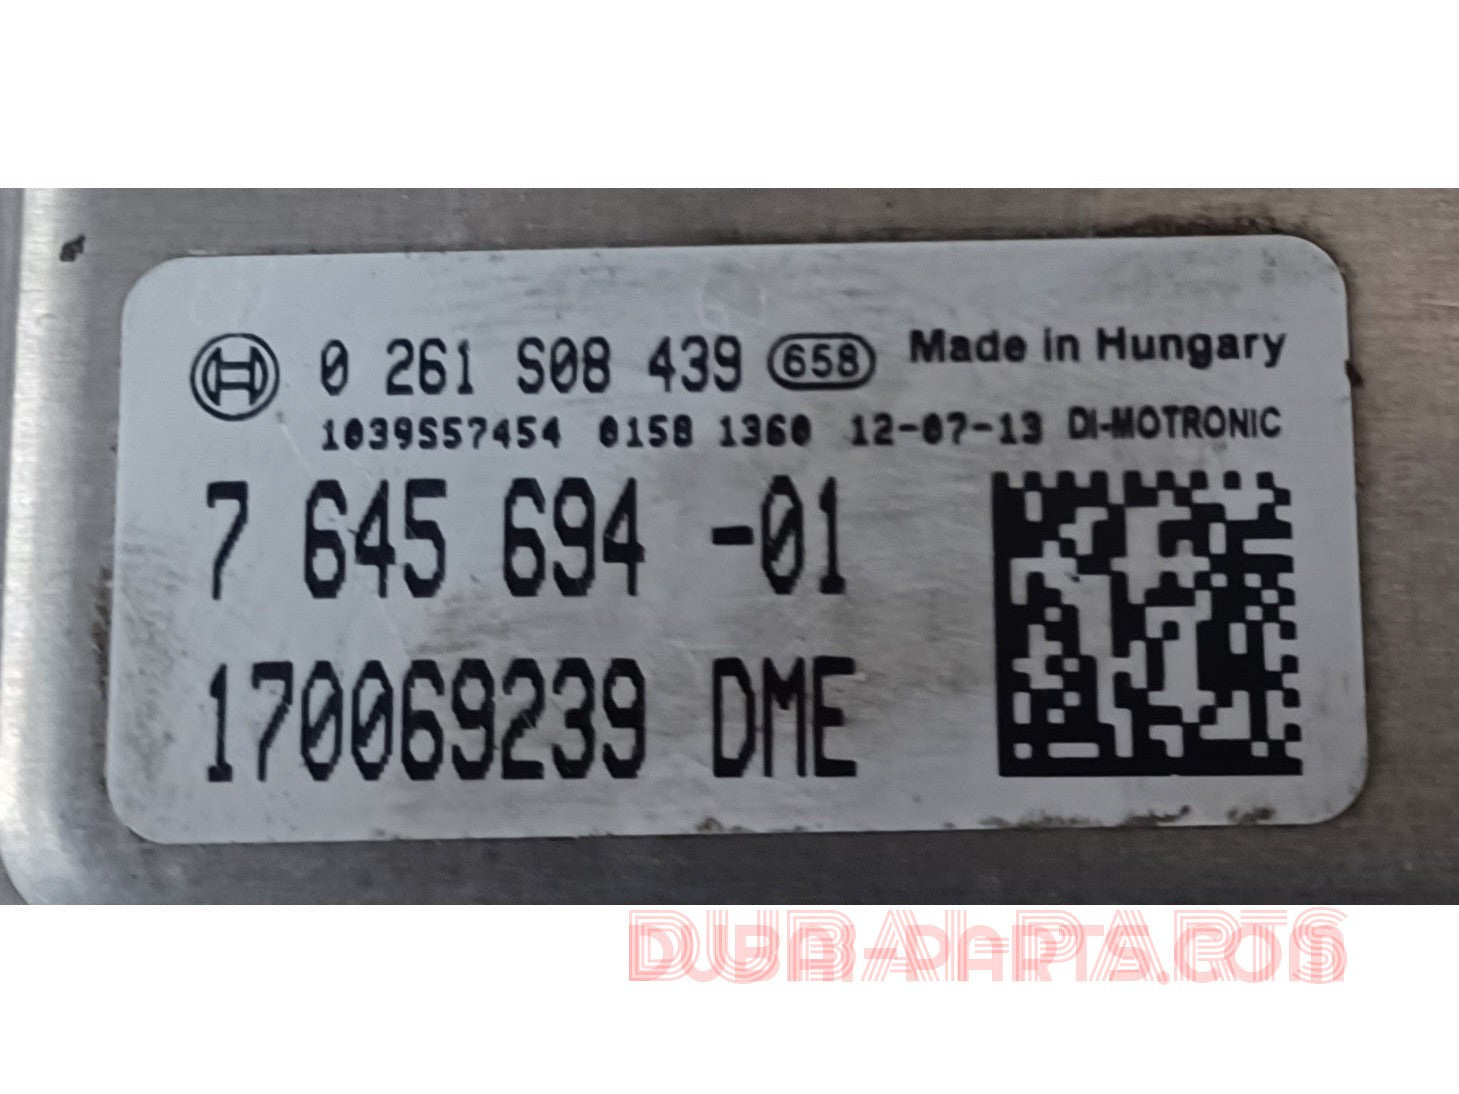 0 261 S08 439 658 Made in Hungary
1039S57454 0158 1360 12-07-13 DI-MOTRONIC
7 645 694 -01
170069239 DME